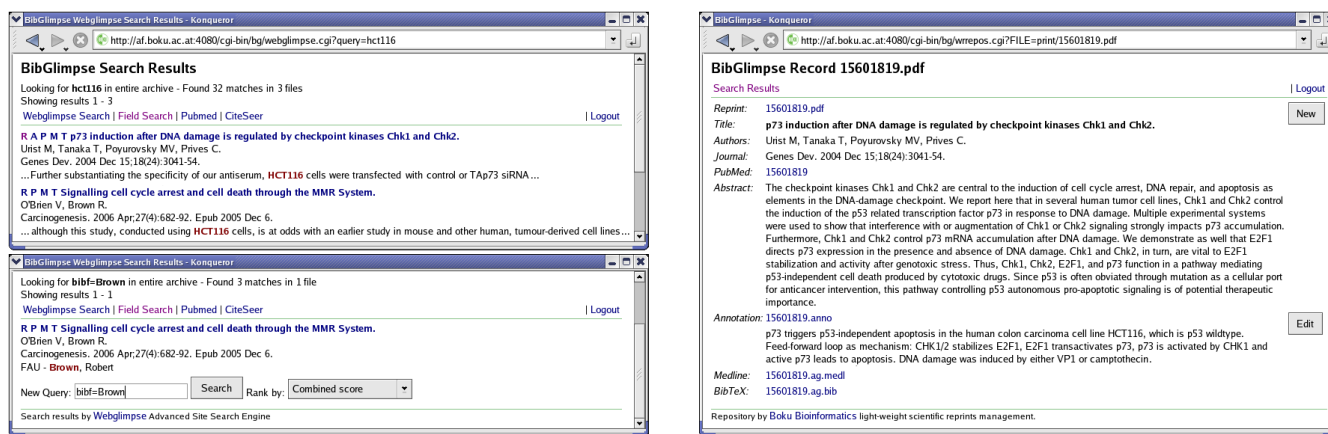 BibGlimpse Webglimpse Search Results - Konqueror
http://af.boku.ac.at:4080/cgi-bin/bg/webglimpse.cgi?query=hct116
BibGlimpse Search Results
Looking for hct116 in entire archive - Found 32 matches in 3 files
Showing results 1 - 3
Webglimpse Search | Field Search | Pubmed | CiteSeer | Logout
R A P M T p73 induction after DNA damage is regulated by checkpoint kinases Chk1 and Chk2.
Urist M, Tanaka T, Poyurovsky MV, Prives C.
Genes Dev. 2004 Dec 15;18(24):3041-54.
...Further substantiating the specificity of our antiserum, HCT116 cells were transfected with control or TAp73 siRNA...
R P M T Signalling cell cycle arrest and cell death through the MMR System.
O'Brien V, Brown R.
Carcinogenesis. 2006 Apr;27(4):682-92. Epub 2005 Dec 6.
... although this study, conducted using HCT116 cells, is at odds with an earlier study in mouse and other human, tumour-derived cell lines...
BibGlimpse Webglimpse Search Results - Konqueror
Looking for bibf=Brown in entire archive - Found 3 matches in 1 file
Showing results 1 - 1
Webglimpse Search | Field Search | Pubmed | CiteSeer | Logout
R P M T Signalling cell cycle arrest and cell death through the MMR System.
O'Brien V, Brown R.
Carcinogenesis. 2006 Apr;27(4):682-92. Epub 2005 Dec 6.
FAU - Brown, Robert
New Query: bibf=Brown Search Rank by: Combined score
Search results by Webglimpse Advanced Site Search Engine
BibGlimpse - Konqueror
http://af.boku.ac.at:4080/cgi-bin/bg/wrrepos.cgi?FILE=print/15601819.pdf
BibGlimpse Record 15601819.pdf
Search Results | Logout
Reprint: 15601819.pdf New
Title: p73 induction after DNA damage is regulated by checkpoint kinases Chk1 and Chk2.
Authors: Urist M, Tanaka T, Poyurovsky MV, Prives C.
Journal: Genes Dev. 2004 Dec 15;18(24):3041-54.
PubMed: 15601819
Abstract: The checkpoint kinases Chk1 and Chk2 are central to the induction of cell cycle arrest, DNA repair, and apoptosis as
elements in the DNA-damage checkpoint. We report here that in several human tumor cell lines, Chk1 and Chk2 control
the induction of the p53 related transcription factor p73 in response to DNA damage. Multiple experimental systems
were used to show that interference with or augmentation of Chk1 or Chk2 signaling strongly impacts p73 accumulation.
Furthermore, Chk1 and Chk2 control p73 mRNA accumulation after DNA damage. We demonstrate as well that E2F1
directs p73 expression in the presence and absence of DNA damage. Chk1 and Chk2, in turn, are vital to E2F1
stabilization and activity after genotoxic stress. Thus, Chk1, Chk2, E2F1, and p73 function in a pathway mediating
p53-independent cell death produced by cytotoxic drugs. Since p53 is often obviated through mutation as a cellular port
for anticancer intervention, this pathway controlling p53 autonomous pro-apoptotic signaling is of potential therapeutic
importance.
Annotation: 15601819.anno Edit
p73 triggers p53-independent apoptosis in the human colon carcinoma cell line HCT116, which is p53 wildtype.
Feed-forward loop as mechanism: CHK1/2 stabilizes E2F1, E2F1 transactivates p73, p73 is activated by CHK1 and
active p73 leads to apoptosis. DNA damage was induced by either VP1 or camptothecin.
Medline: 15601819.ag.medl
BibTeX: 15601819.ag.bib
Repository by Boku Bioinformatics light-weight scientific reprints management.